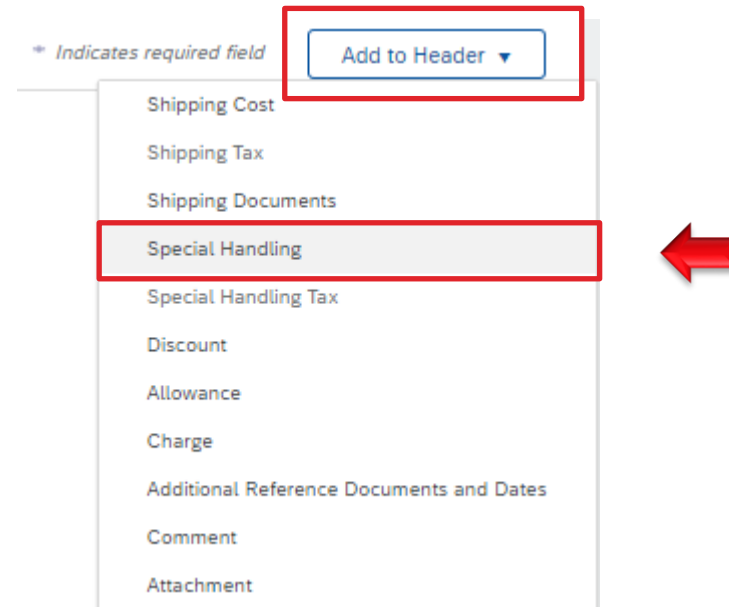 * Indicates required field
Add to Header ▼
Shipping Cost
Shipping Tax
Shipping Documents
Special Handling
Special Handling Tax
Discount
Allowance
Charge
Additional Reference Documents and Dates
Comment
Attachment